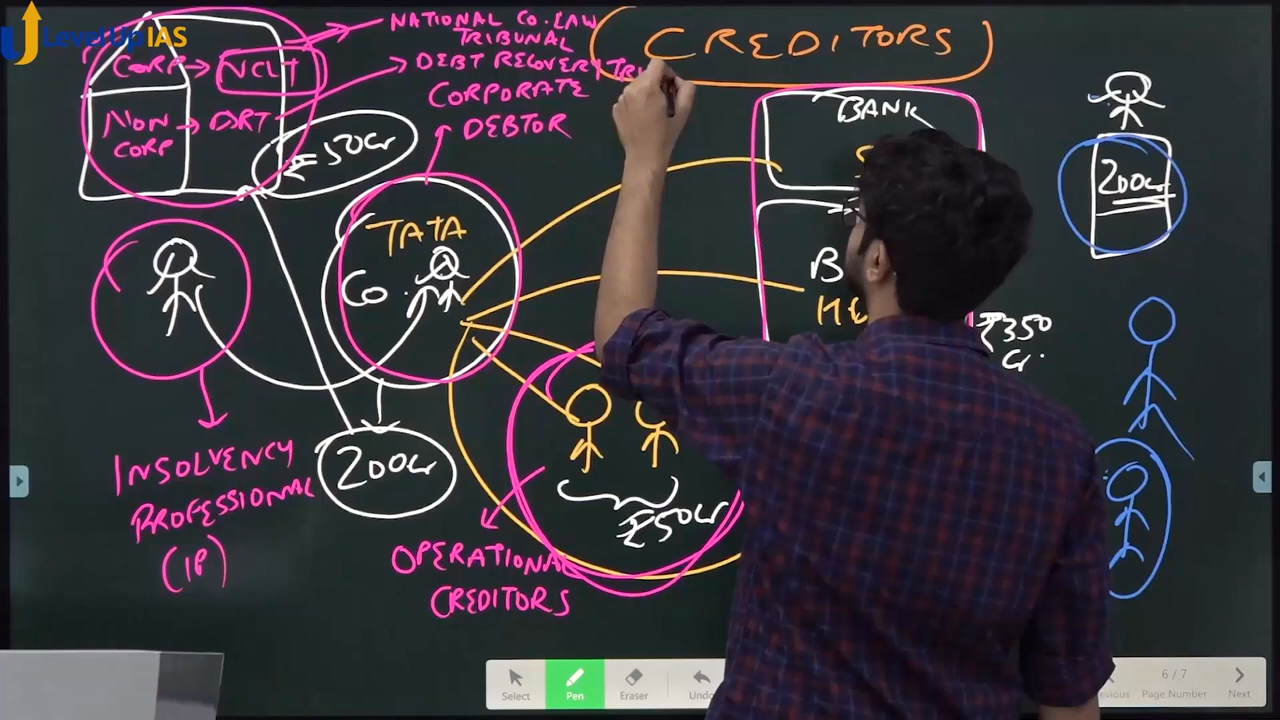 LevelUp IAS
NATIONAL CO. LAW
TRIBUNAL
DEBT RECOVERY TRI
CORPORATE
DEBTOR
CREDITORS
CORP → NCLT
NON → DRT
CORP
₹50Cr
BANK
200Cr
TATA
Co.
B
₹350
Cr.
200Cr
₹50Cr
INSOLVENCY
PROFESSIONAL
(IP)
OPERATIONAL
CREDITORS
Select
Pen
Eraser
Undo
6 / 7
Page Number
Next